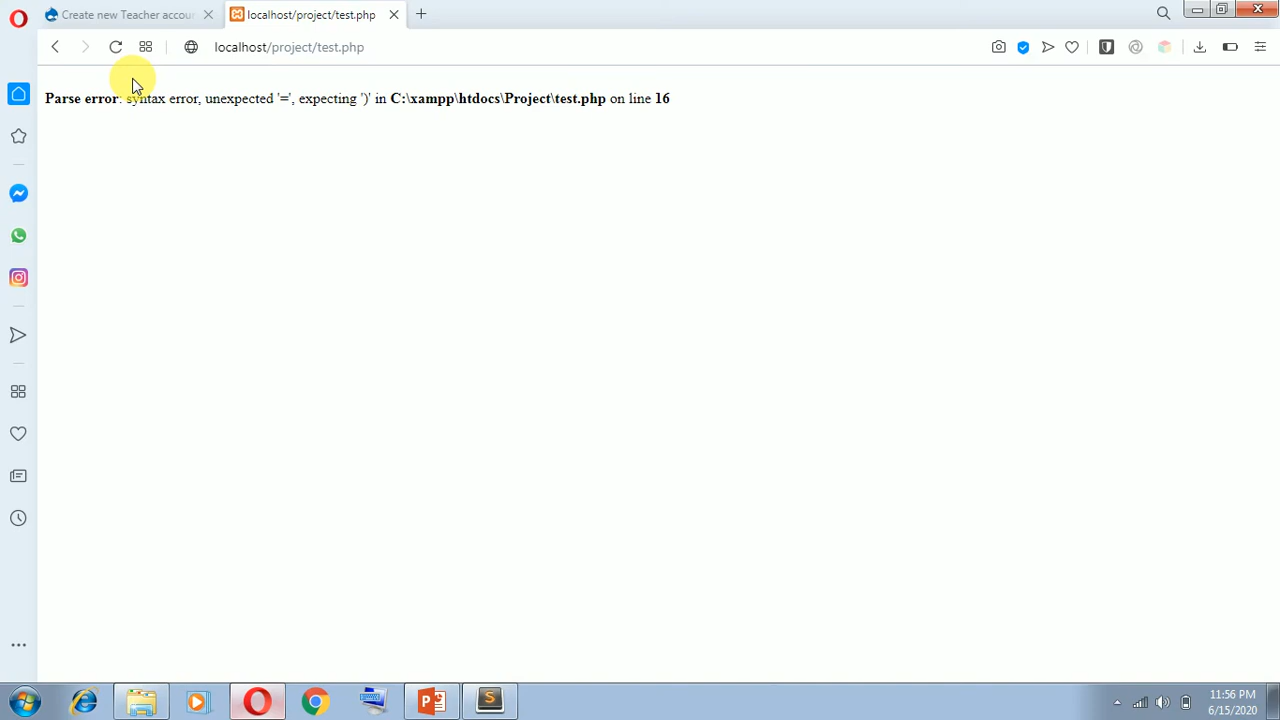 Create new Teacher accour
localhost/project/test.php
localhost/project/test.php
Parse error: syntax error, unexpected '=', expecting ')' in C:\xampp\htdocs\Project\test.php on line 16
11:56 PM
6/15/2020